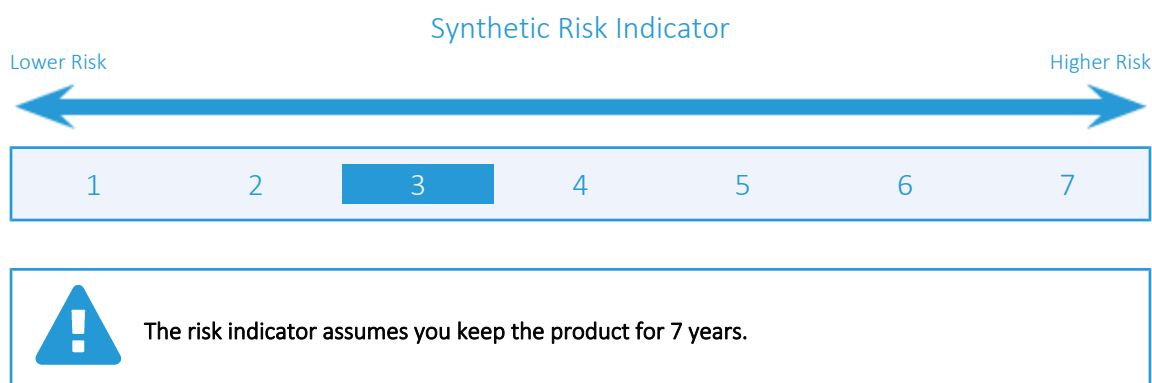 Synthetic Risk Indicator
Lower Risk Higher Risk
1 2 3 4 5 6 7
The risk indicator assumes you keep the product for 7 years.